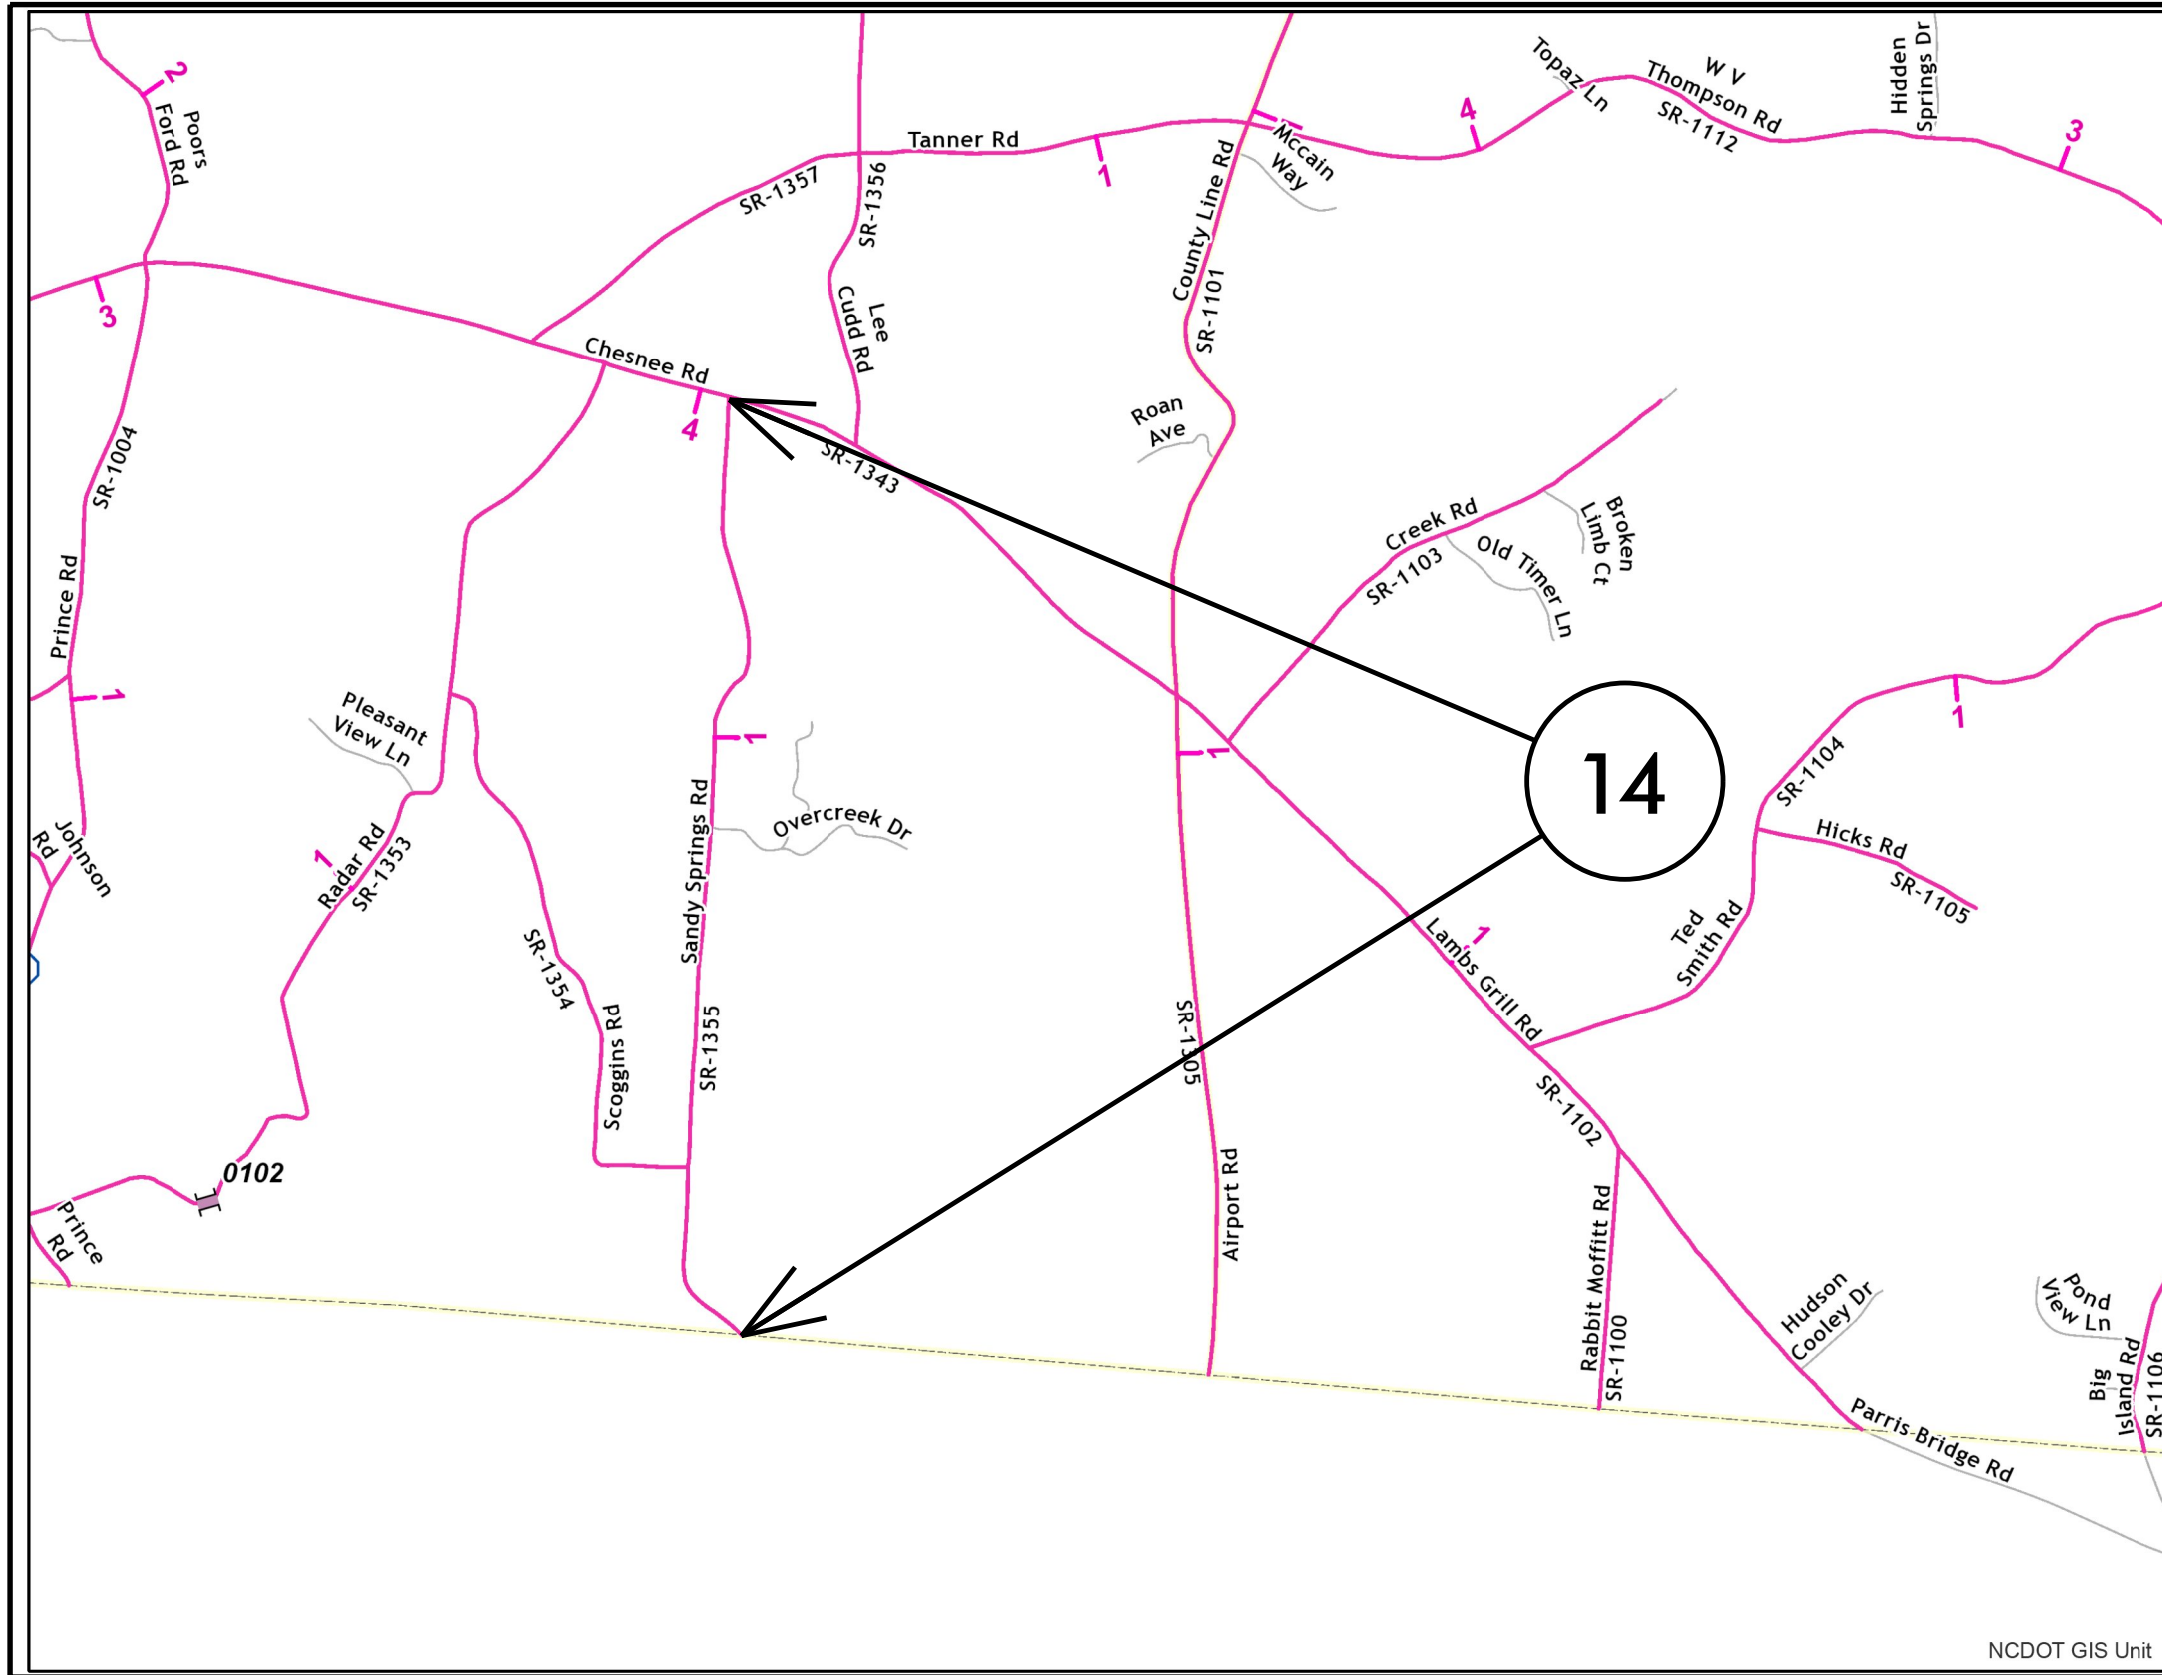 2
Poors
Ford Rd
Tanner Rd
SR-1357
SR-1356
1
Mccain
Way
County Line Rd
SR-1101
4
Topaz Ln
W V
Thompson Rd
SR-1112
Hidden
Springs Dr
3
3
Chesnee Rd
4
Lee
Cudd Rd
SR-1343
Roan
Ave
SR-1004
Prince Rd
1
Creek Rd
SR-1103
Old Timer Ln
Broken
Limb Ct
Pleasant
View Ln
1
1
14
1
SR-1104
Hicks Rd
SR-1105
Ted
Smith Rd
Johnson
Rd
1
Radar Rd
SR-1353
Sandy Springs Rd
Overcreek Dr
SR-1354
Scoggins Rd
SR-1355
SR-1305
Airport Rd
1
Lambs Grill Rd
SR-1102
0102
Prince
Rd
Rabbit Moffitt Rd
SR-1100
Hudson
Cooley Dr
Pond
View Ln
Big
Island Rd
SR-1106
Parris Bridge Rd
NCDOT GIS Unit